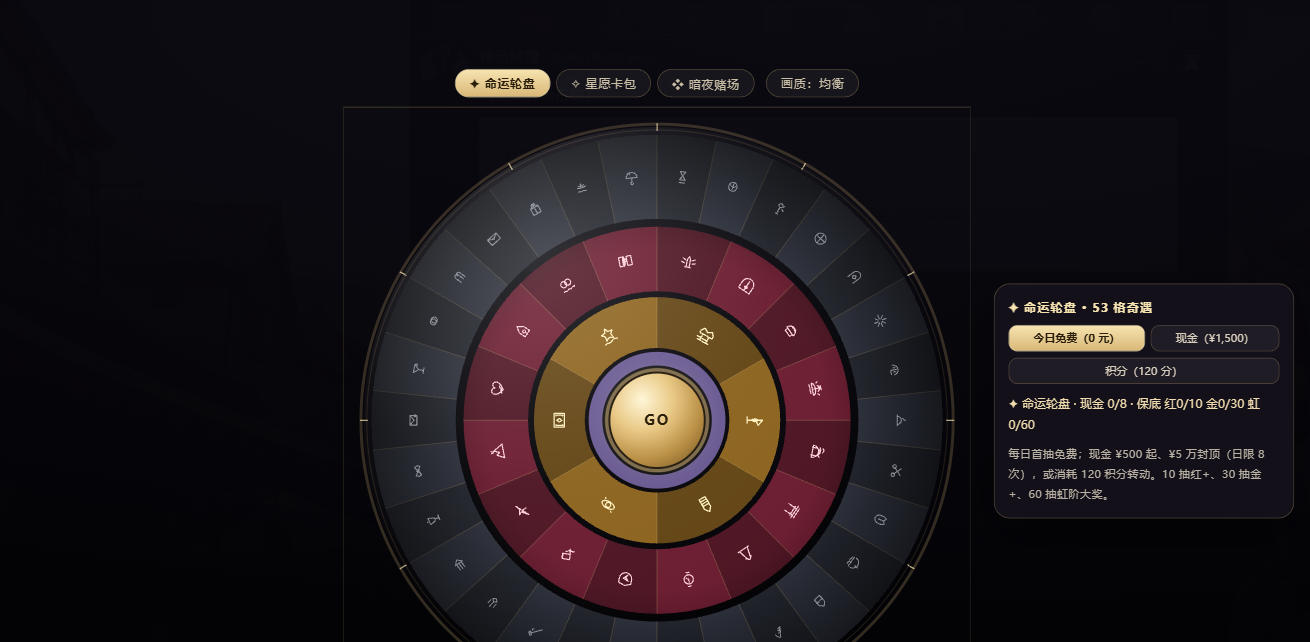 ✦ 命运轮盘
✧ 星愿卡包
❖ 暗夜赌场
画质：均衡
GO
✦ 命运轮盘 · 53 格奇遇
今日免费（0 元）
现金（¥1,500）
积分（120 分）
✦ 命运轮盘 · 现金 0/8 · 保底 红0/10 金0/30 虹
0/60
每日首抽免费；现金 ¥500 起、¥5 万封顶（日限 8
次），或消耗 120 积分转动。10 抽红+、30 抽金
+、60 抽虹阶大奖。